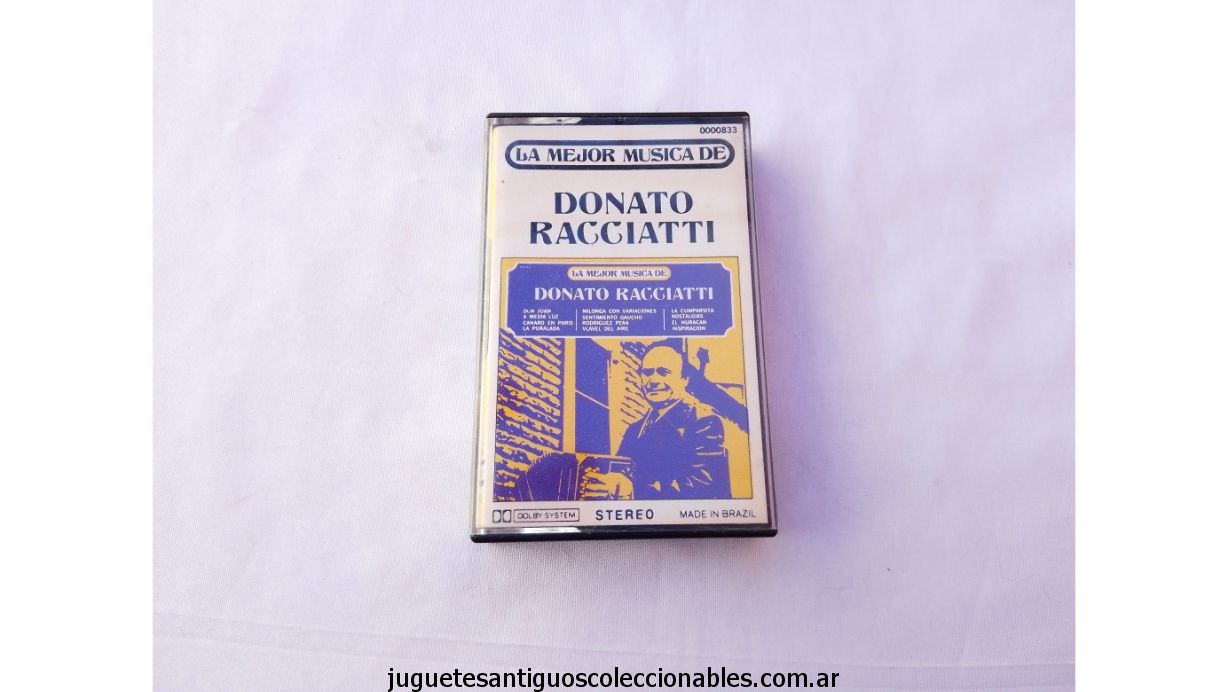 0000833
LA MEJOR MUSICA DE
DONATO
RACCIATTI
LA MEJOR MUSICA DE
DONATO RACCIATTI
DON JUAN
A MEDIA LUZ
CANARO EN PARIS
LA PUÑALADA
MILONGA CON VARIACIONES
SENTIMIENTO GAUCHO
RODRIGUEZ PEÑA
VLAVEL DEL AIRE
LA CUMPARSITA
NOSTALGIAS
EL HURACAN
INSPIRACION
DOLBY SYSTEM
STEREO
MADE IN BRAZIL
juguetesantiguoscoleccionables.com.ar